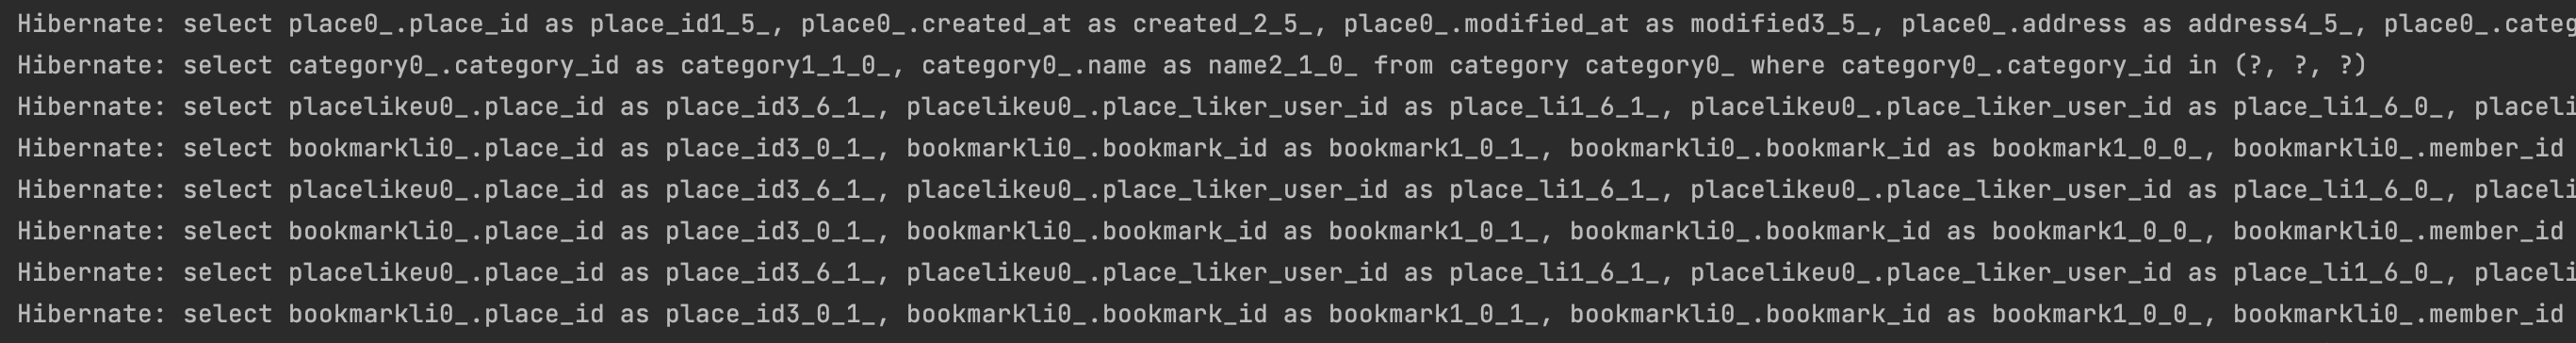 Hibernate: select place0_.place_id as place_id1_5_, place0_.created_at as created_2_5_, place0_.modified_at as modified3_5_, place0_.address as address4_5_, place0_.categ
Hibernate: select category0_.category_id as category1_1_0_, category0_.name as name2_1_0_ from category category0_ where category0_.category_id in (?, ?, ?)
Hibernate: select placelikeu0_.place_id as place_id3_6_1_, placelikeu0_.place_liker_user_id as place_li1_6_1_, placelikeu0_.place_liker_user_id as place_li1_6_0_, placeli
Hibernate: select bookmarkli0_.place_id as place_id3_0_1_, bookmarkli0_.bookmark_id as bookmark1_0_1_, bookmarkli0_.bookmark_id as bookmark1_0_0_, bookmarkli0_.member_id
Hibernate: select placelikeu0_.place_id as place_id3_6_1_, placelikeu0_.place_liker_user_id as place_li1_6_1_, placelikeu0_.place_liker_user_id as place_li1_6_0_, placeli
Hibernate: select bookmarkli0_.place_id as place_id3_0_1_, bookmarkli0_.bookmark_id as bookmark1_0_1_, bookmarkli0_.bookmark_id as bookmark1_0_0_, bookmarkli0_.member_id
Hibernate: select placelikeu0_.place_id as place_id3_6_1_, placelikeu0_.place_liker_user_id as place_li1_6_1_, placelikeu0_.place_liker_user_id as place_li1_6_0_, placeli
Hibernate: select bookmarkli0_.place_id as place_id3_0_1_, bookmarkli0_.bookmark_id as bookmark1_0_1_, bookmarkli0_.bookmark_id as bookmark1_0_0_, bookmarkli0_.member_id